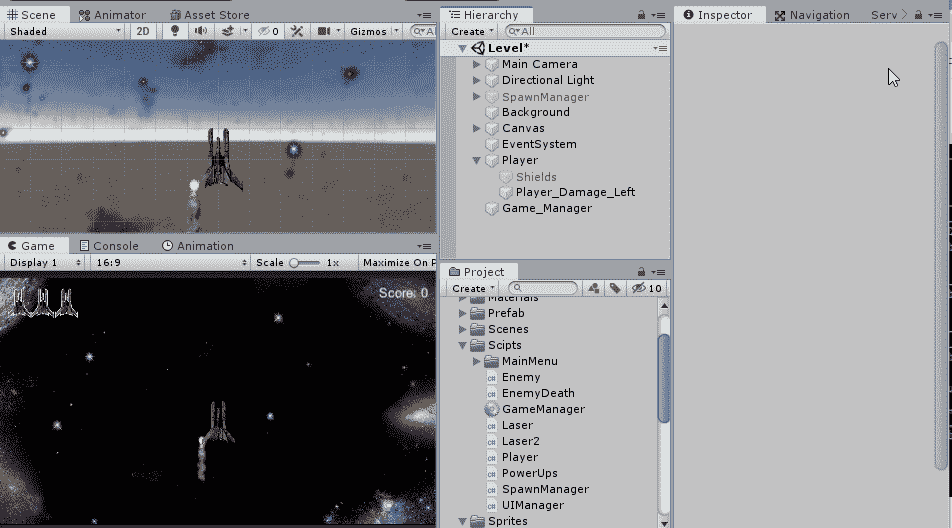 Scene Animator Asset Store
Shaded 2D 0 Gizmos All
Game Console Animation
Display 1 16:9 Scale 1x Maximize On P
Score: 0
Hierarchy
Create All
Level*
Main Camera
Directional Light
SpawnManager
Background
Canvas
EventSystem
Player
Shields
Player_Damage_Left
Game_Manager
Project
Create 10
Materials
Prefab
Scenes
Scipts
MainMenu
Enemy
EnemyDeath
GameManager
Laser
Laser2
Player
PowerUps
SpawnManager
UIManager
Sprites
Inspector Navigation Serv